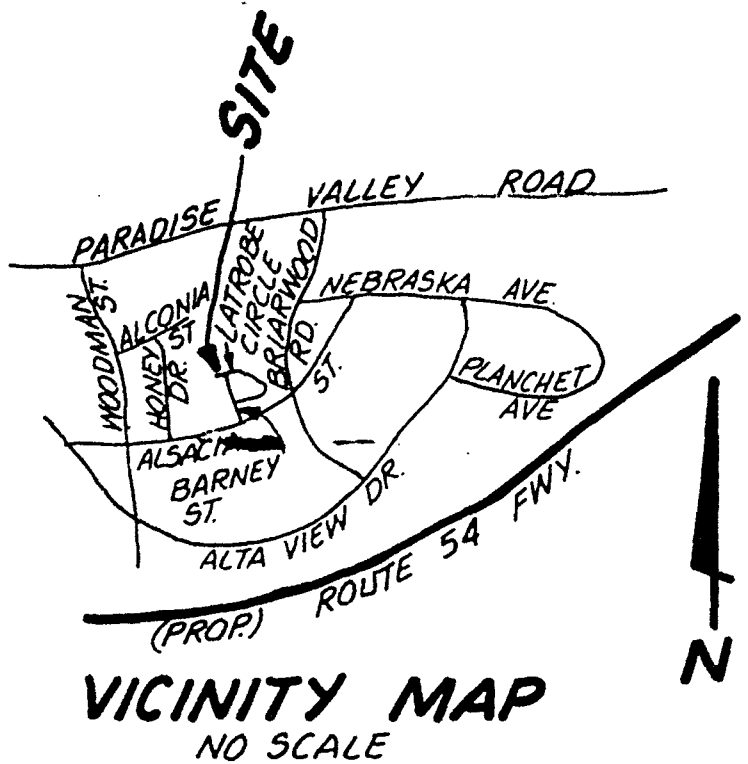 SITE
PARADISE VALLEY ROAD
WOODMAN ST.
ALCONIA ST
HONEY DR.
LATROBE CIRCLE
BRIARWOOD RD.
NEBRASKA AVE.
ST.
PLANCHET AVE
BARNEY ST.
ALTA VIEW DR.
(PROP.) ROUTE 54 FWY.
N
VICINITY MAP
NO SCALE